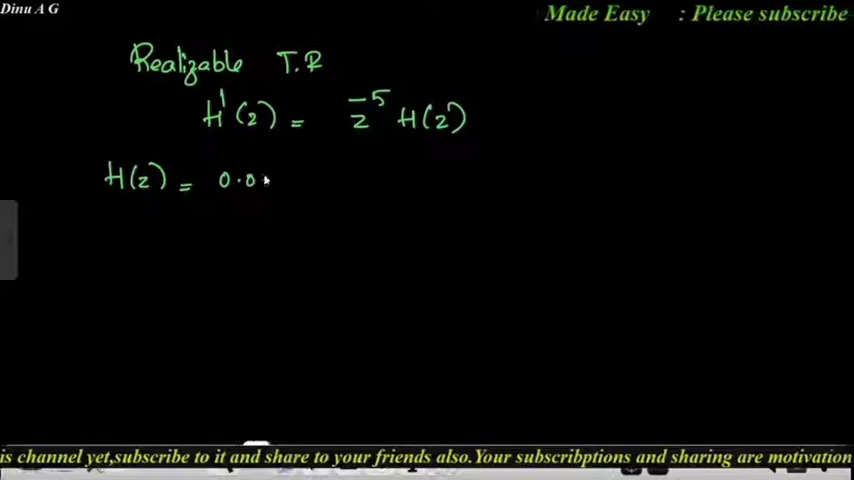 Dinu A G
Made Easy : Please subscribe
Realizable T.R
H'(z) = z^-5 H(z)
H(z) = 0.0
is channel yet,subscribe to it and share to your friends also.Your subscribptions and sharing are motivation